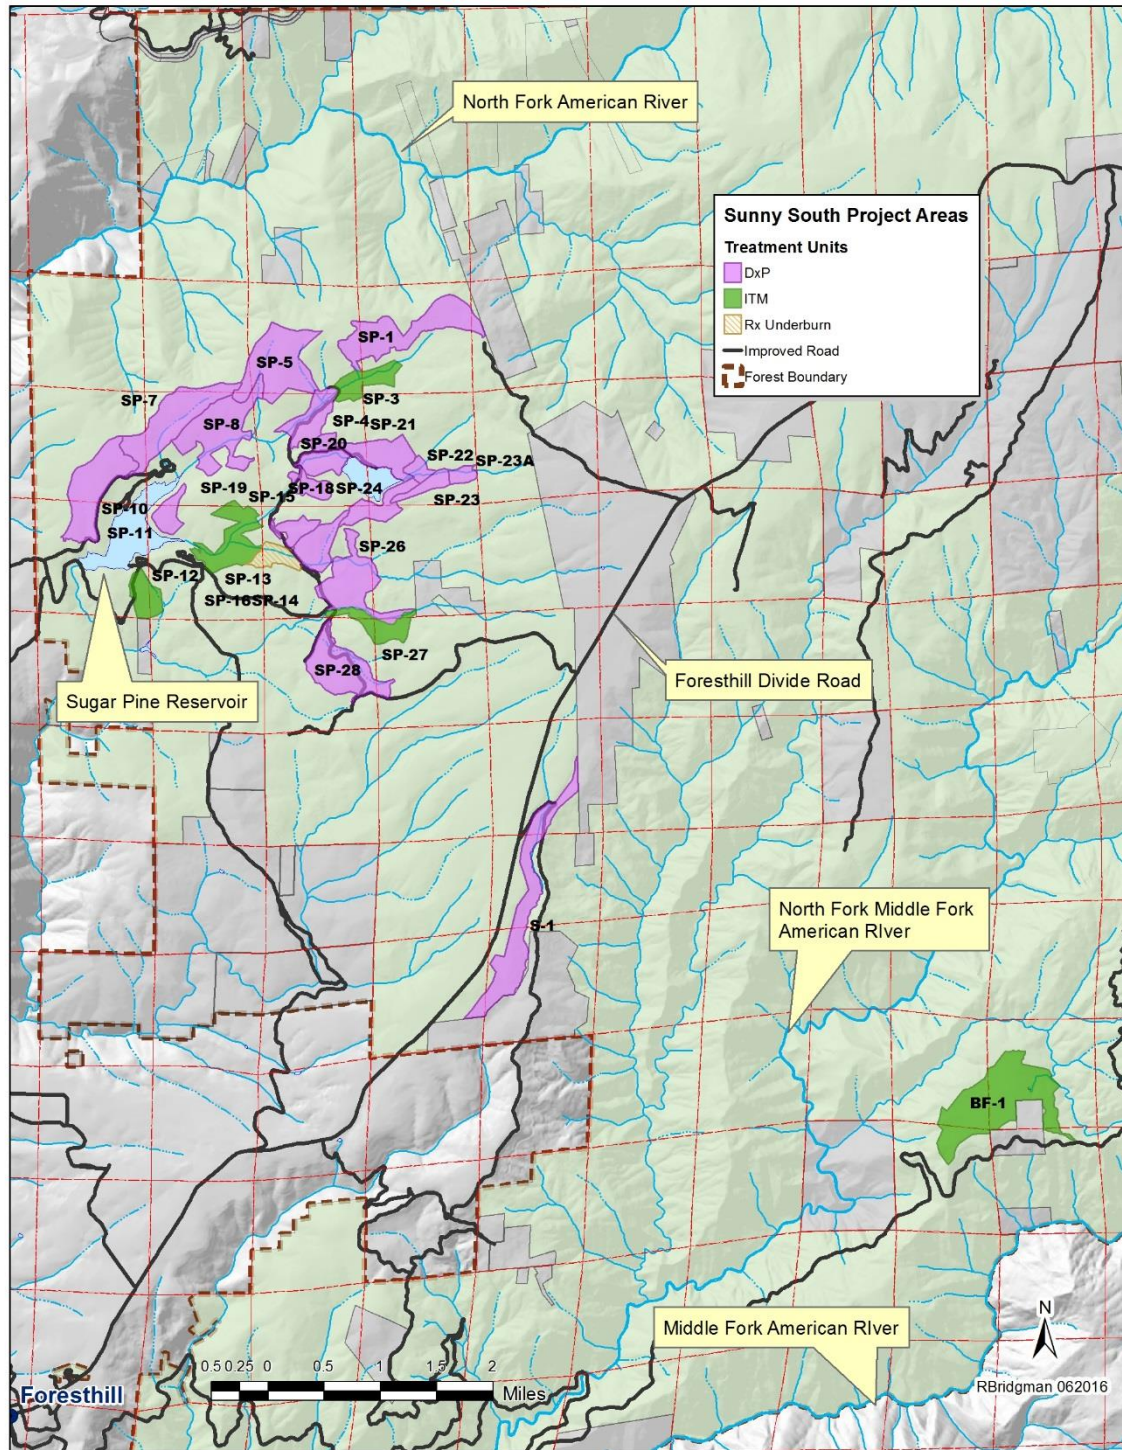 North Fork American River
Sunny South Project Areas
Treatment Units
DxP
ITM
Rx Underburn
Improved Road
Forest Boundary
SP-1
SP-5
SP-3
SP-7
SP-8
SP-4
SP-21
SP-20
SP-22
SP-23A
SP-19
SP-15
SP-18
SP-24
SP-23
SP-10
SP-11
SP-26
SP-12
SP-13
SP-16
SP-14
SP-27
SP-28
Sugar Pine Reservoir
Foresthill Divide Road
S-1
North Fork Middle Fork
American RIver
BF-1
Middle Fork American RIver
N
0.5 0.25 0 0.5 1 1.5 2
Miles
Foresthill
RBridgman 062016